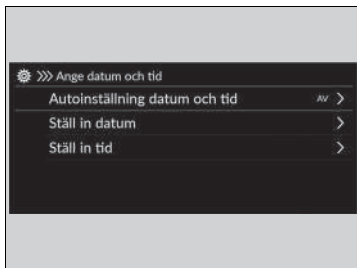 Ange datum och tid
Autoinställning datum och tid AV
Ställ in datum
Ställ in tid